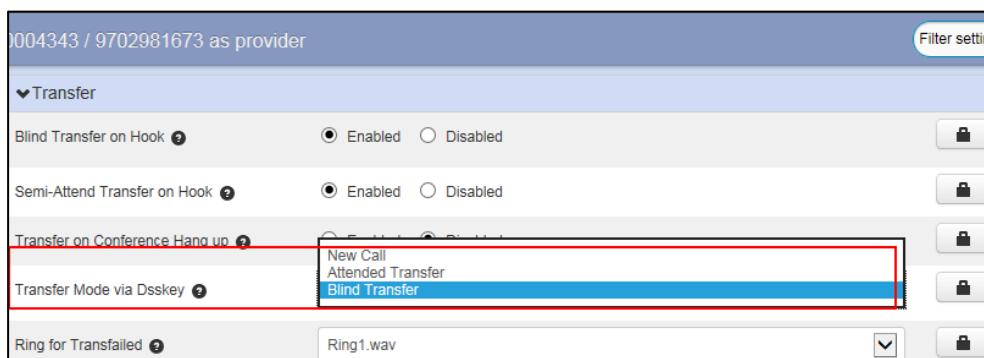 0004343 / 9702981673 as provider
Filter setti
Transfer
Blind Transfer on Hook
Enabled
Disabled
Semi-Attend Transfer on Hook
Enabled
Disabled
Transfer on Conference Hang up
Enabled
Disabled
New Call
Attended Transfer
Transfer Mode via Dsskey
Blind Transfer
Ring for Transfailed
Ring1.wav